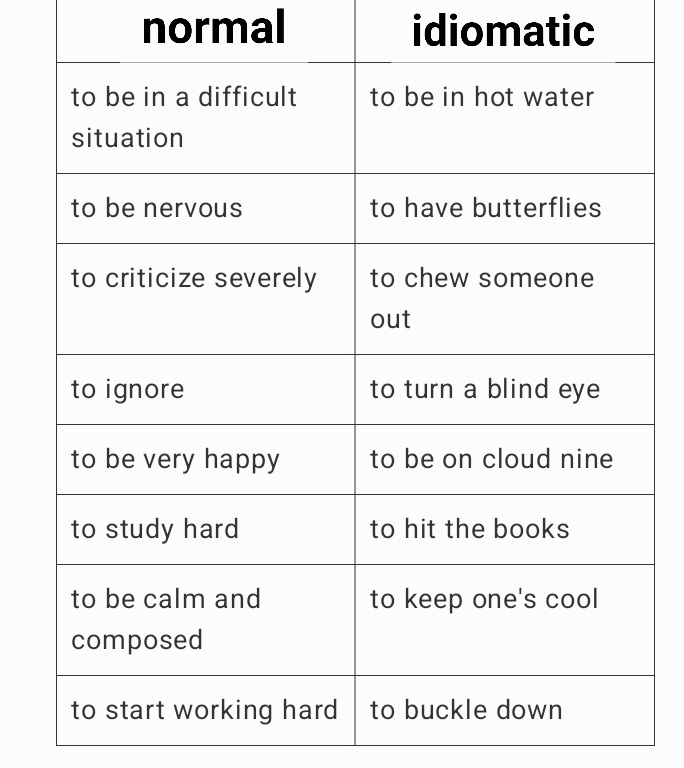 normal idiomatic
to be in a difficult to be in hot water
situation
to be nervous to have butterflies
to criticize severely to chew someone
out
to ignore to turn a blind eye
to be very happy to be on cloud nine
to study hard to hit the books
to be calm and to keep one's cool
composed
to start working hard to buckle down